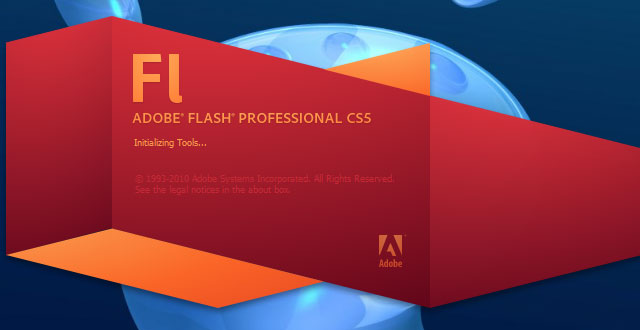 Fl
ADOBE® FLASH® PROFESSIONAL CS5
Initializing Tools...
© 1993-2010 Adobe Systems Incorporated. All Rights Reserved.
See the legal notices in the about box.
Adobe